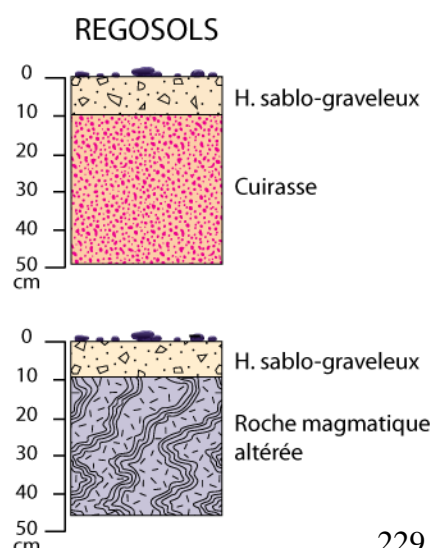 REGOSOLS
0
10
20
30
40
50
cm
H. sablo-graveleux
Cuirasse
0
10
20
30
40
50
cm
H. sablo-graveleux
Roche magmatique
altérée
229